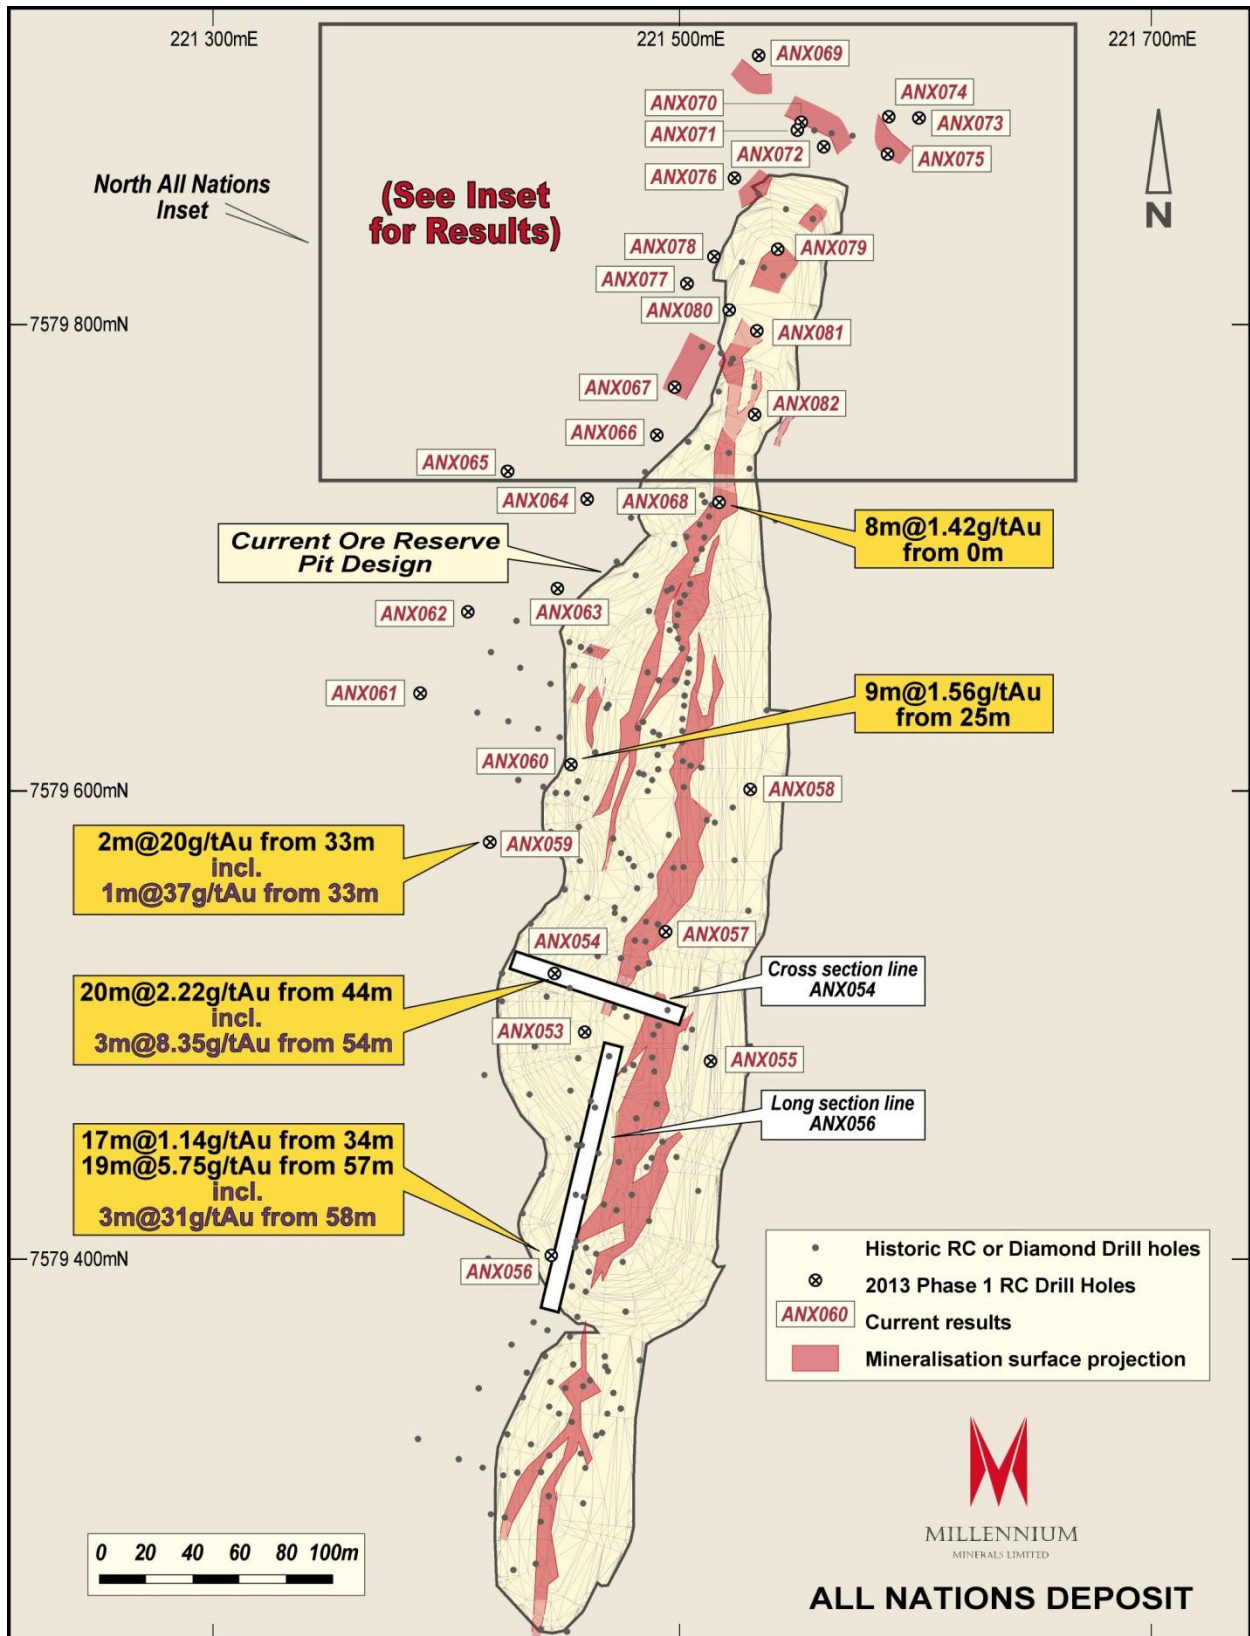 221 300mE
221 500mE
221 700mE
ANX069
ANX070
ANX071
ANX072
ANX074
ANX073
ANX075
ANX076
North All Nations
Inset
(See Inset
for Results)
N
ANX078
ANX079
ANX077
ANX080
7579 800mN
ANX081
ANX067
ANX082
ANX066
ANX065
ANX064
ANX068
8m@1.42g/tAu
from 0m
Current Ore Reserve
Pit Design
ANX062
ANX063
ANX061
9m@1.56g/tAu
from 25m
ANX060
7579 600mN
ANX058
2m@20g/tAu from 33m
incl.
1m@37g/tAu from 33m
ANX059
ANX057
ANX054
Cross section line
ANX054
20m@2.22g/tAu from 44m
incl.
3m@8.35g/tAu from 54m
ANX053
ANX055
Long section line
ANX056
17m@1.14g/tAu from 34m
19m@5.75g/tAu from 57m
incl.
3m@31g/tAu from 58m
7579 400mN
ANX056
Historic RC or Diamond Drill holes
2013 Phase 1 RC Drill Holes
ANX060 Current results
Mineralisation surface projection
0 20 40 60 80 100m
MILLENNIUM
MINERALS LIMITED
ALL NATIONS DEPOSIT